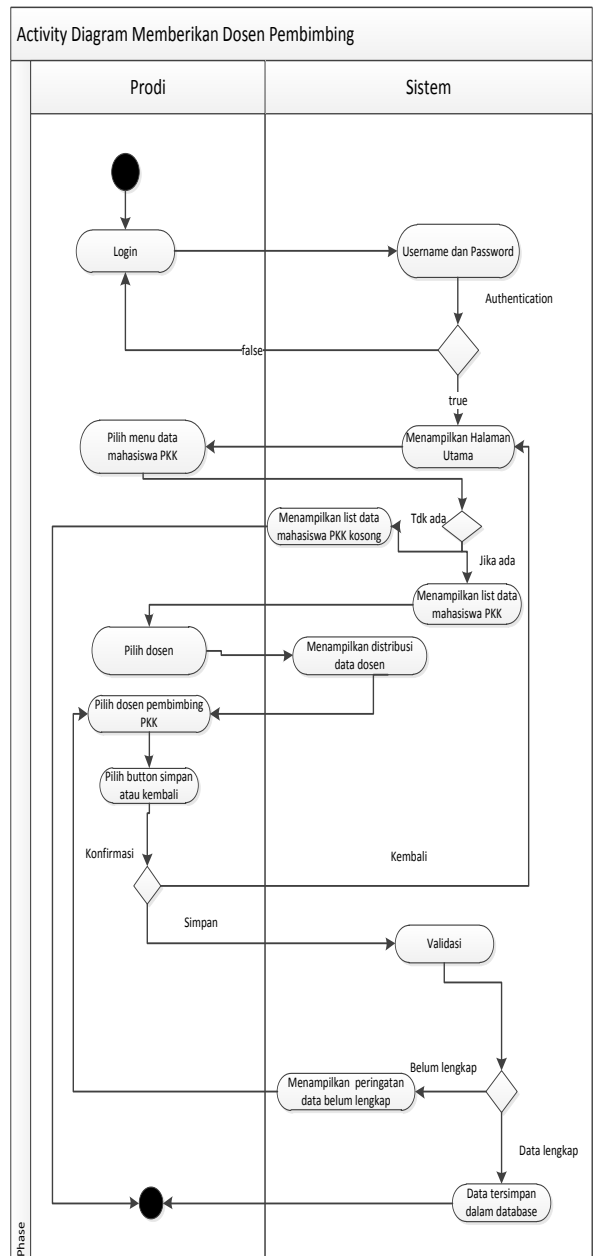 Activity Diagram Memberikan Dosen Pembimbing
Prodi
Sistem
Login
Username dan Password
Authentication
false
true
Pilih menu data
mahasiswa PKK
Menampilkan Halaman
Utama
Menampilkan list data
mahasiswa PKK kosong
Tdk ada
Jika ada
Menampilkan list data
mahasiswa PKK
Pilih dosen
Menampilkan distribusi
data dosen
Pilih dosen pembimbing
PKK
Pilih button simpan
atau kembali
Konfirmasi
Kembali
Simpan
Validasi
Belum lengkap
Menampilkan peringatan
data belum lengkap
Data lengkap
Data tersimpan
dalam database
Phase